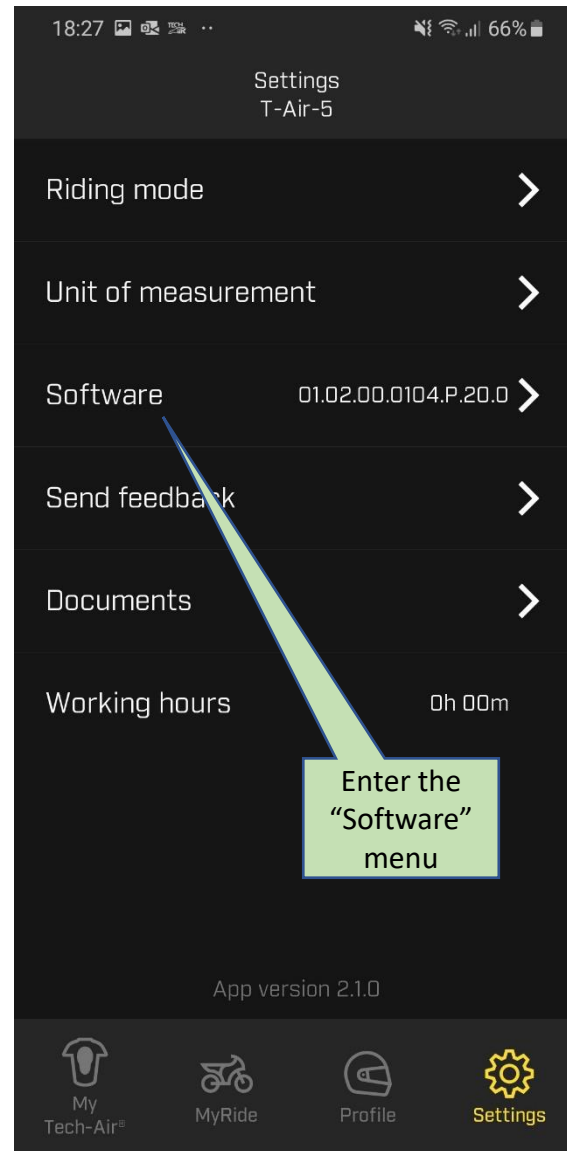 18:27 66%
Settings
T-Air-5
Riding mode
Unit of measurement
Software 01.02.00.0104.P.20.0
Send feedback
Documents
Working hours 0h 00m
Enter the
“Software”
menu
App version 2.1.0
My
Tech-Air®
MyRide
Profile
Settings